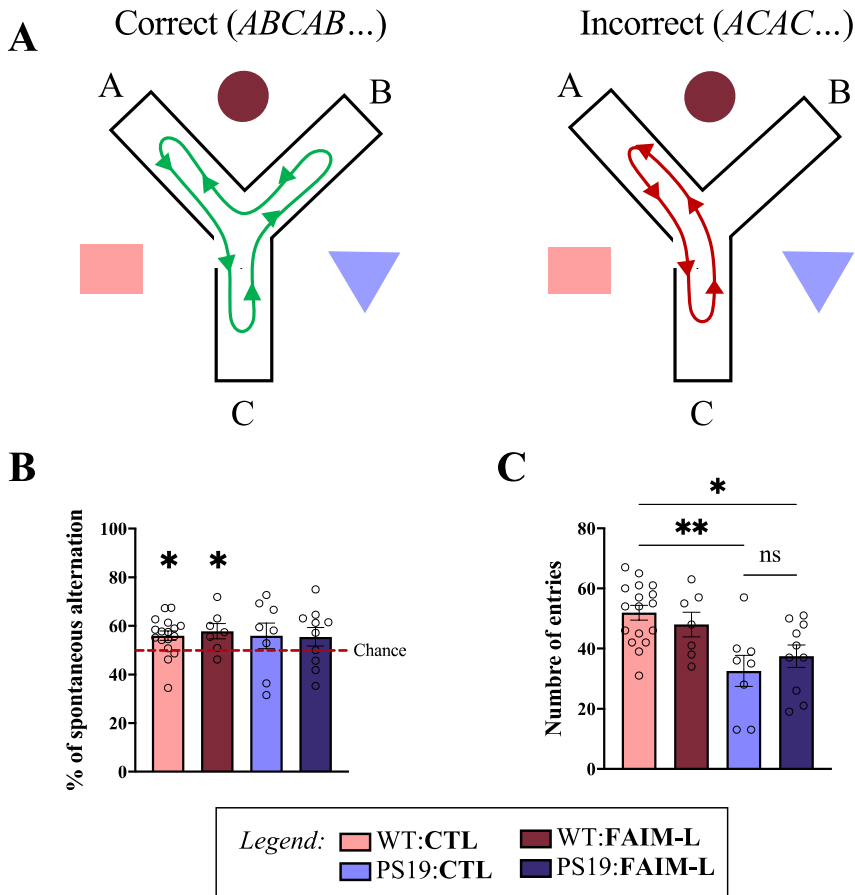 Correct (ABCAB...)
Incorrect (ACAC...)
A
A
B
C
A
B
C
B
% of spontaneous alternation
100
80
60
40
20
0
*
*
Chance
C
Numbre of entries
80
60
40
20
0
*
**
ns
Legend:
WT:CTL
WT:FAIM-L
PS19:CTL
PS19:FAIM-L